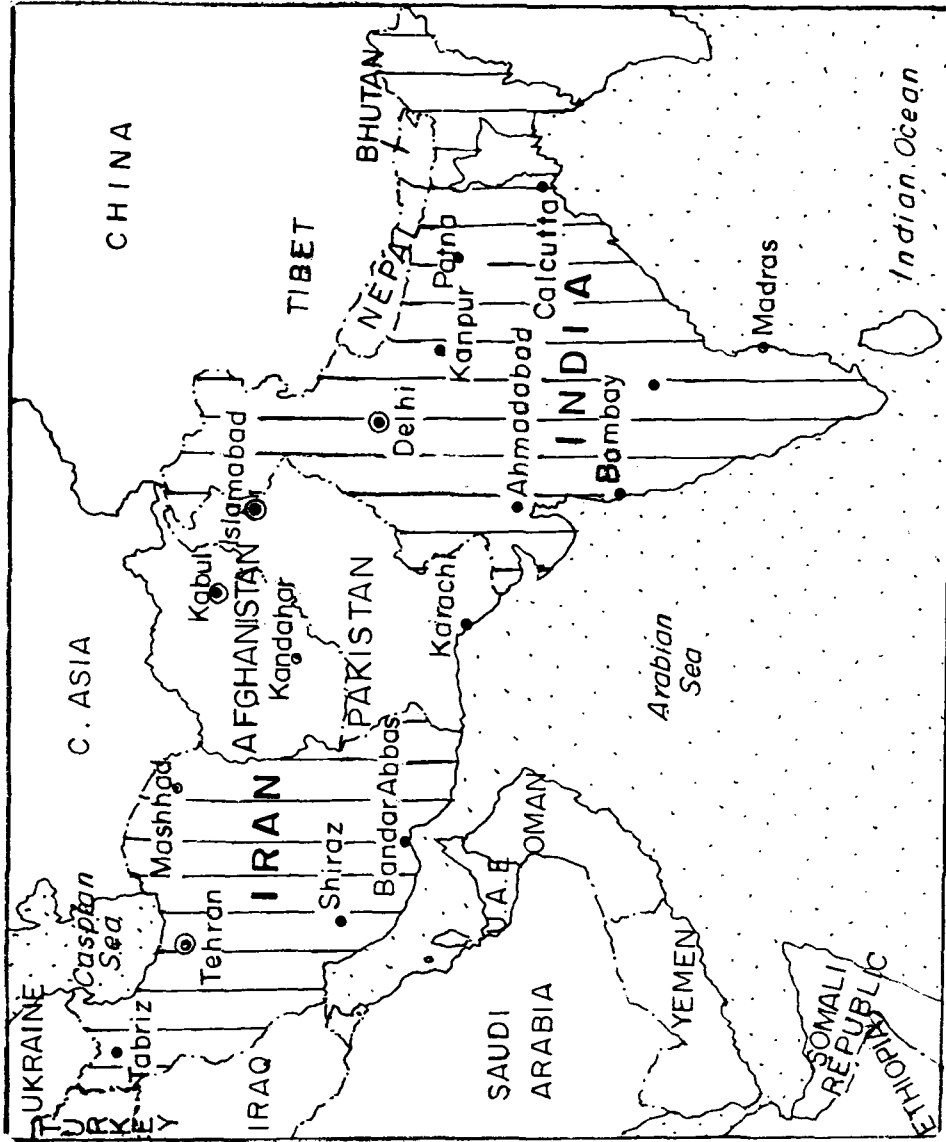 CHINA
C. ASIA
UKRAINE
TURKEY
Caspian
Sea
Tabriz
Tehran
Mashhad
IRAN
Shiraz
Bandar Abbas
IRAQ
SAUDI
ARABIA
U.A.E
OMAN
YEMEN
SOMALI
REPUBLIC
ETHIOPIA
Kabul
AFGHANISTAN
Kandahar
Islamabad
PAKISTAN
Karachi
TIBET
NEPAL
BHUTAN
Delhi
Kanpur
Patna
Ahmadabad
Calcutta
INDIA
Bambay
Madras
Arabian
Sea
Indian Ocean